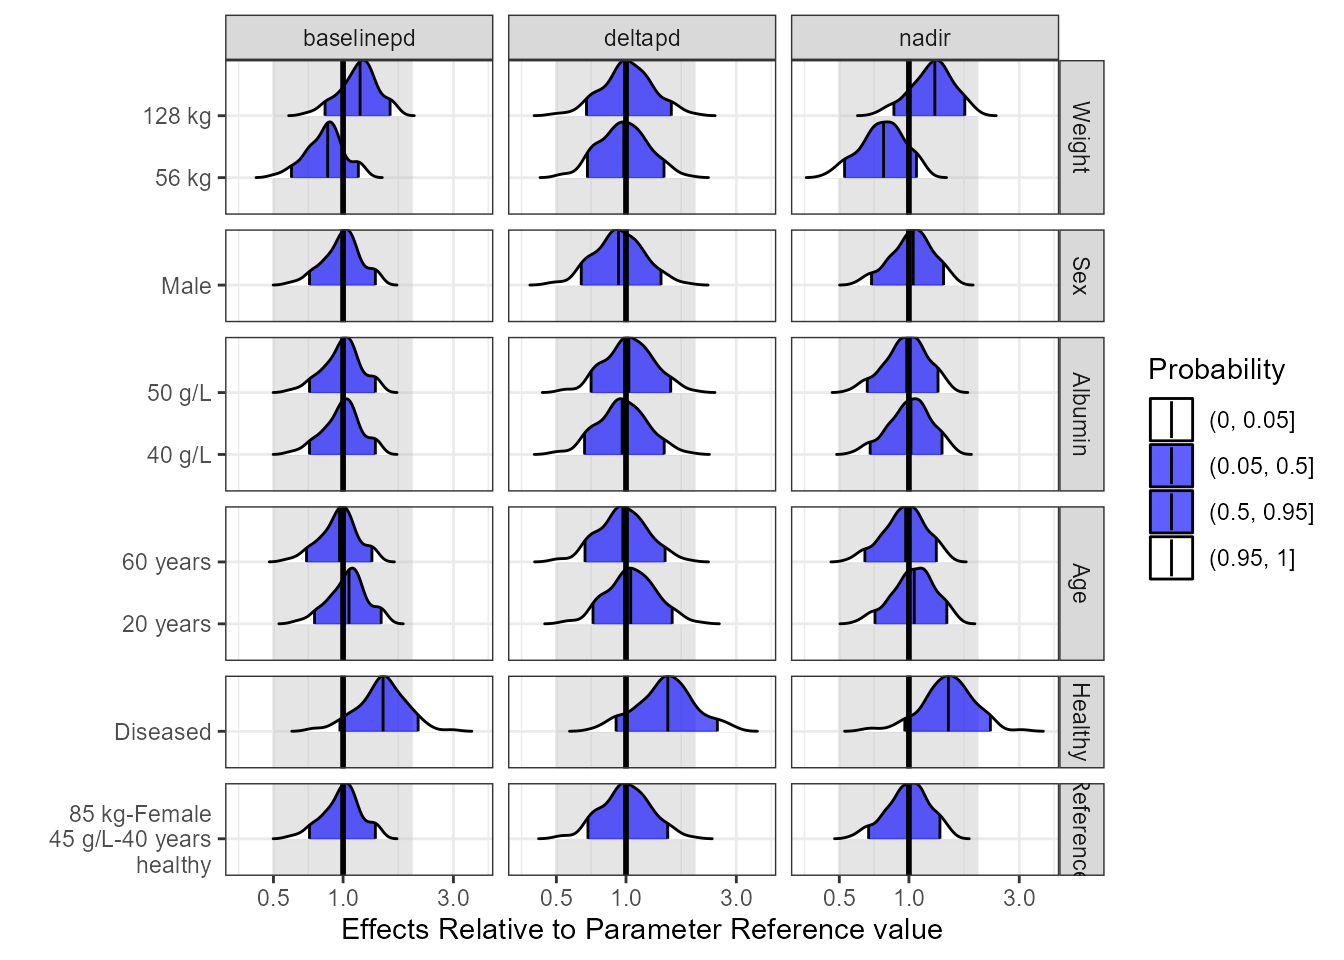 baselinepd
deltapd
nadir
128 kg
56 kg
Weight
Male
Sex
50 g/L
40 g/L
Albumin
60 years
20 years
Age
Diseased
Healthy
85 kg-Female
45 g/L-40 years
healthy
Reference
0.5 1.0 3.0
0.5 1.0 3.0
0.5 1.0 3.0
Effects Relative to Parameter Reference value
Probability
(0, 0.05]
(0.05, 0.5]
(0.5, 0.95]
(0.95, 1]